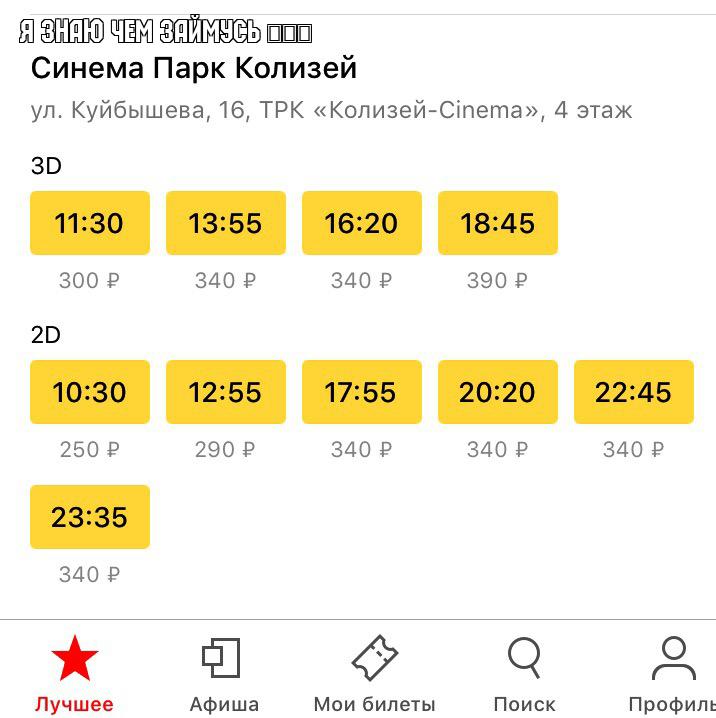 Я ЗНАЮ ЧЕМ ЗАЙМУСЬ
Синема Парк Колизей
ул. Куйбышева, 16, ТРК «Колизей-Cinema», 4 этаж
3D
11:30 13:55 16:20 18:45
300 ₽ 340 ₽ 340 ₽ 390 ₽
2D
10:30 12:55 17:55 20:20 22:45
250 ₽ 290 ₽ 340 ₽ 340 ₽ 340 ₽
23:35
340 ₽
Лучшее Афиша Мои билеты Поиск Профиль